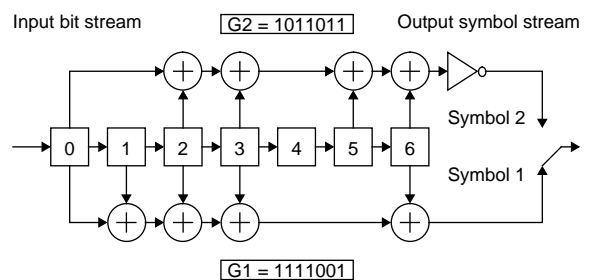 Input bit stream
G2 = 1011011
Output symbol stream
Symbol 2
0 1 2 3 4 5 6
Symbol 1
G1 = 1111001